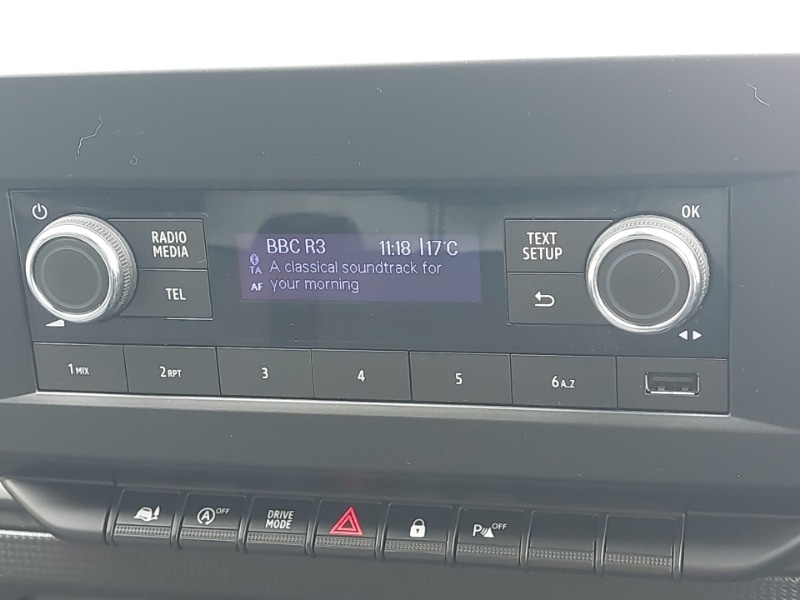 OK
RADIO
MEDIA
TEL
BBC R3 11:18 17°C
TA A classical soundtrack for
AF your morning
TEXT
SETUP
1 MIX
2 RPT
3
4
5
6 A..Z
OFF
DRIVE
MODE
P OFF